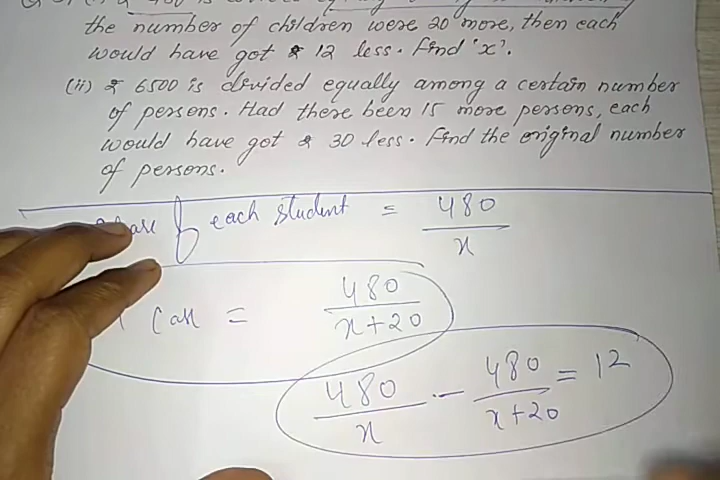 the number of children were 20 more, then each
would have got ₹ 12 less. Find 'x'.
(ii) ₹ 6500 is divided equally among a certain number
of persons. Had there been 15 more persons, each
would have got ₹ 30 less. Find the original number
of persons.
of each student = 480/x
Case = 480/(x+20)
480/x - 480/(x+20) = 12